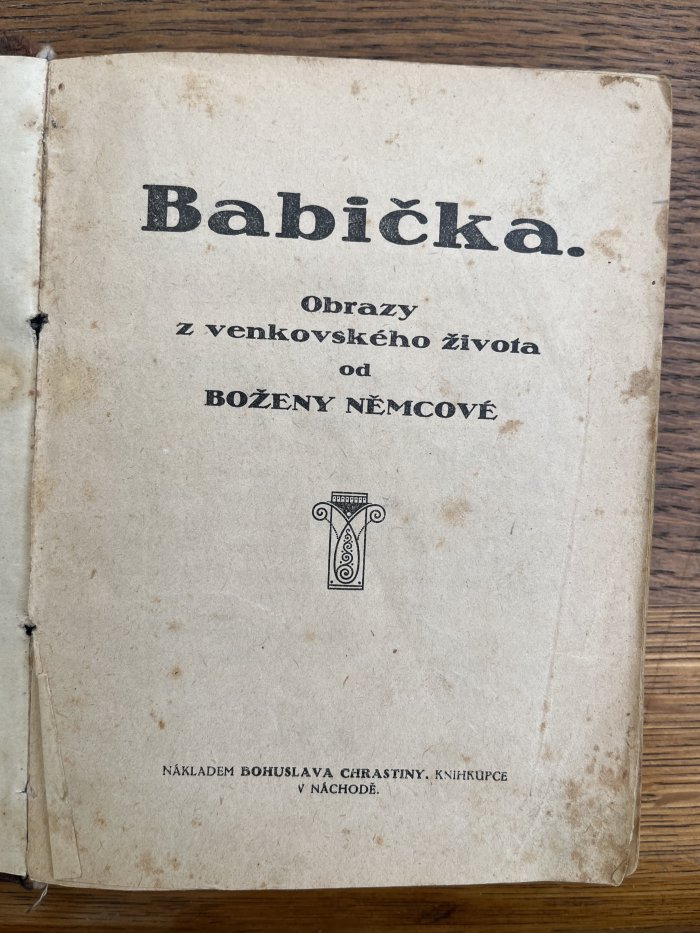 Babička.
Obrazy
z venkovského života
od
BOŽENY NĚMCOVÉ
NÁKLADEM BOHUSLAVA CHRASTINY, KNIHKUPCE
V NÁCHODĚ.